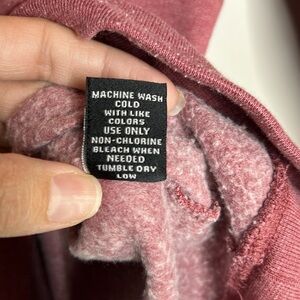 MACHINE WASH
COLD
WITH LIKE
COLORS
USE ONLY
NON-CHLORINE
BLEACH WHEN
NEEDED
TUMBLE DRY
LOW